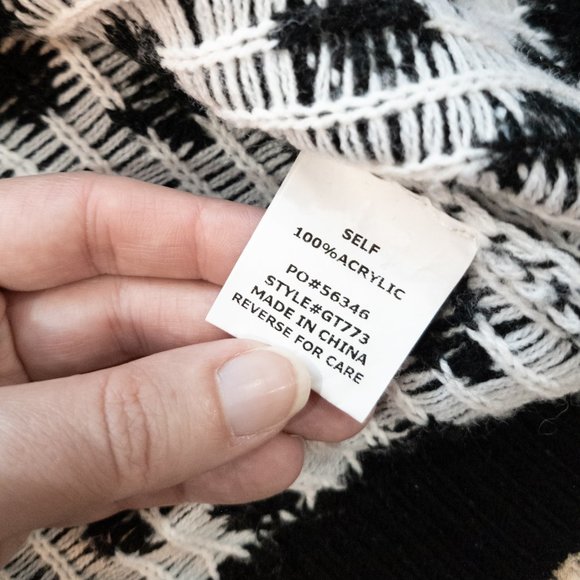 SELF
100%ACRYLIC
PO#56346
STYLE#GT773
MADE IN CHINA
REVERSE FOR CARE